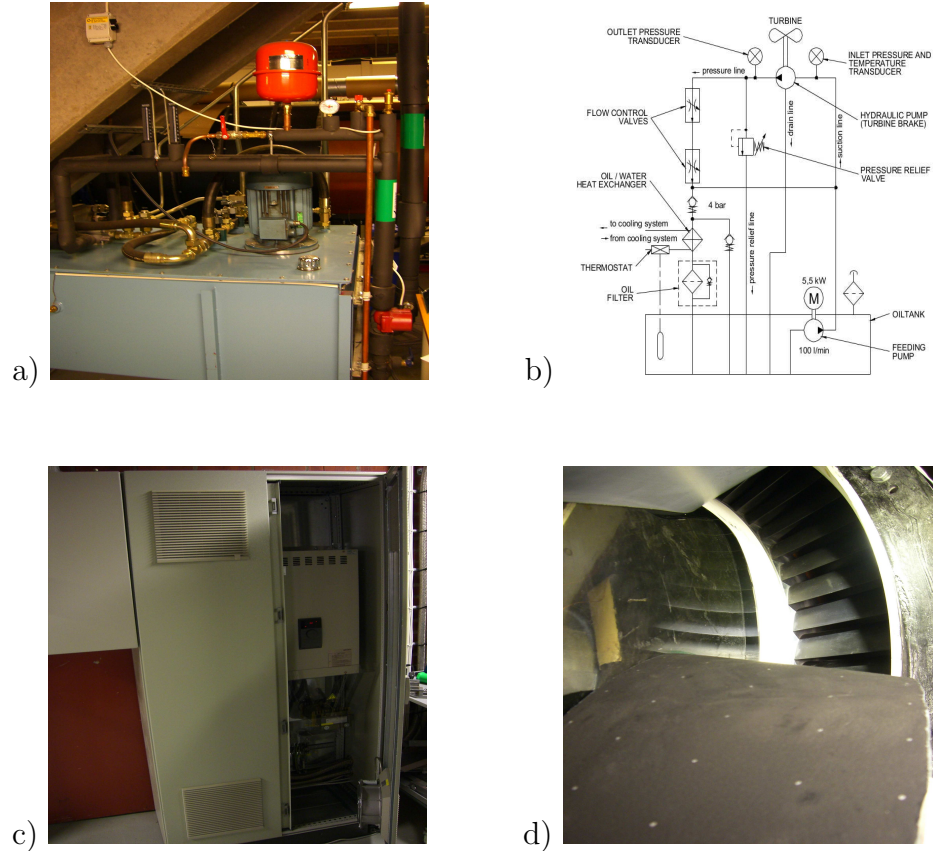 a)
b)
TURBINE
OUTLET PRESSURE
TRANSDUCER
INLET PRESSURE AND
TEMPERATURE
TRANSDUCER
pressure line
FLOW CONTROL
VALVES
drain line
suction line
HYDRAULIC PUMP
(TURBINE BRAKE)
PRESSURE RELIEF
VALVE
OIL / WATER
HEAT EXCHANGER
4 bar
to cooling system
from cooling system
pressure relief line
THERMOSTAT
OIL
FILTER
5,5 kW
M
OILTANK
FEEDING
PUMP
100 l/min
c)
d)